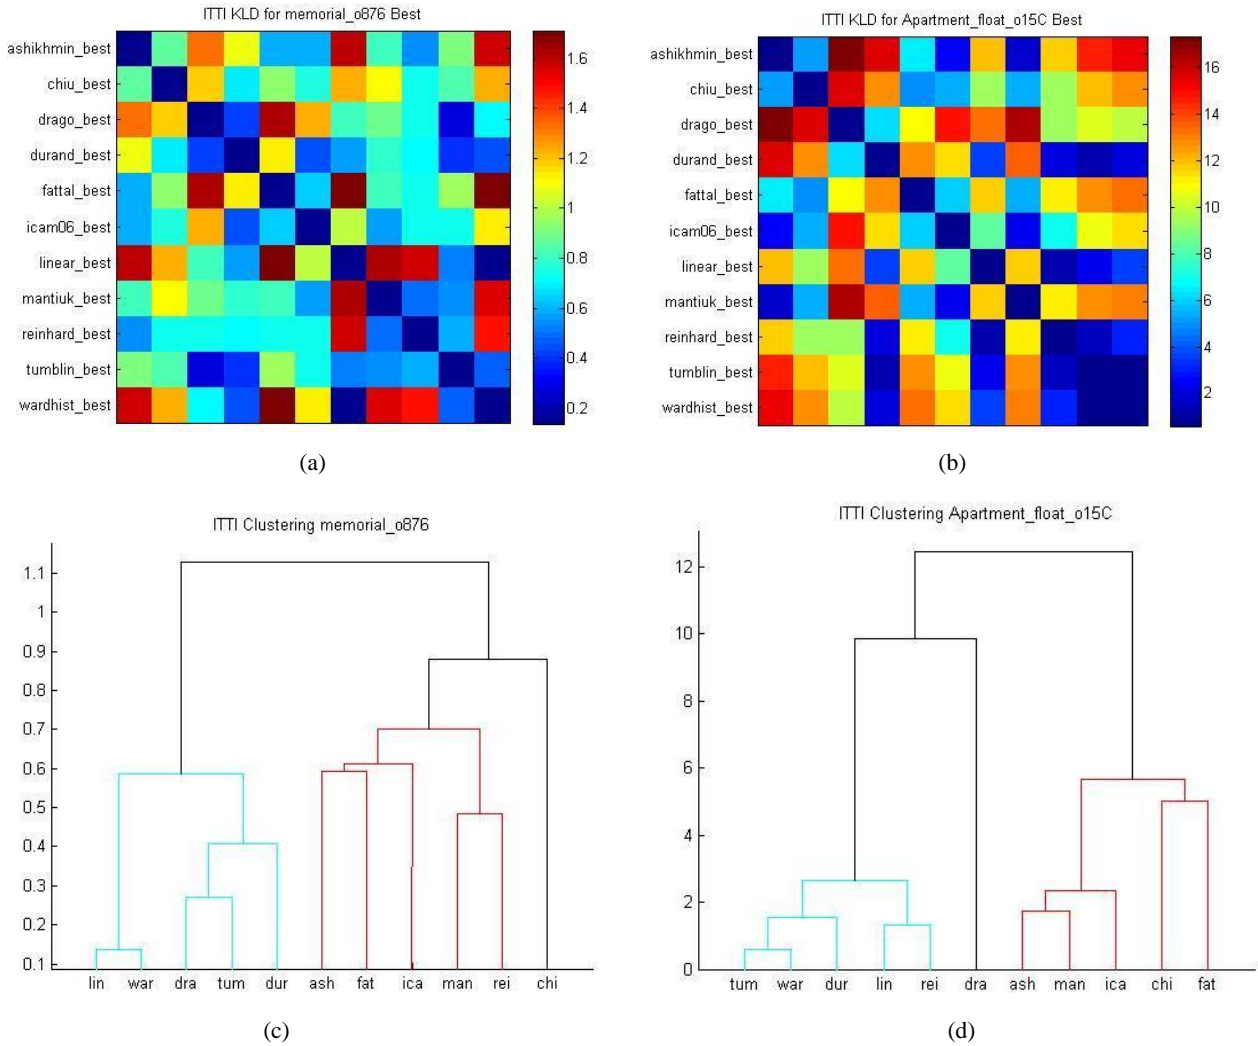 ITTI KLD for memorial_o876 Best
ashikhmin_best
chiu_best
drago_best
durand_best
fattal_best
icam06_best
linear_best
mantiuk_best
reinhard_best
tumblin_best
wardhist_best
1.6
1.4
1.2
1
0.8
0.6
0.4
0.2
(a)
ITTI KLD for Apartment_float_o15C Best
ashikhmin_best
chiu_best
drago_best
durand_best
fattal_best
icam06_best
linear_best
mantiuk_best
reinhard_best
tumblin_best
wardhist_best
16
14
12
10
8
6
4
2
(b)
ITTI Clustering memorial_o876
1.1
1
0.9
0.8
0.7
0.6
0.5
0.4
0.3
0.2
0.1
lin war dra tum dur ash fat ica man rei chi
(c)
ITTI Clustering Apartment_float_o15C
12
10
8
6
4
2
0
tum war dur lin rei dra ash man ica chi fat
(d)